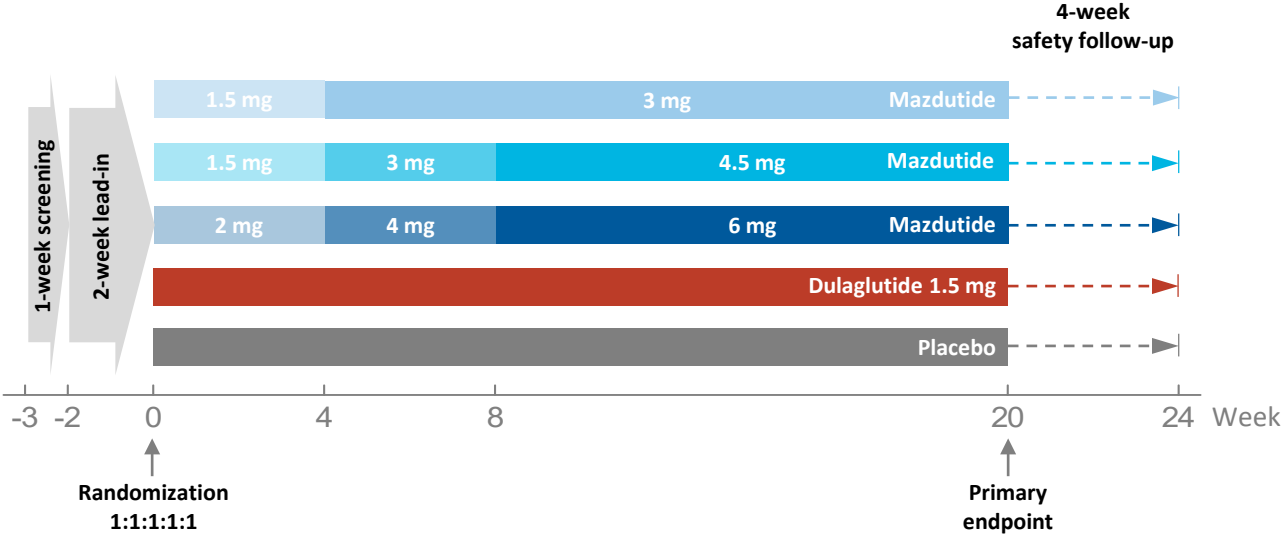 4-week
safety follow-up
1.5 mg 3 mg Mazdutide
1.5 mg 3 mg 4.5 mg Mazdutide
2 mg 4 mg 6 mg Mazdutide
Dulaglutide 1.5 mg
Placebo
1-week screening
2-week lead-in
-3 -2 0 4 8 20 24 Week
Randomization
1:1:1:1:1
Primary
endpoint